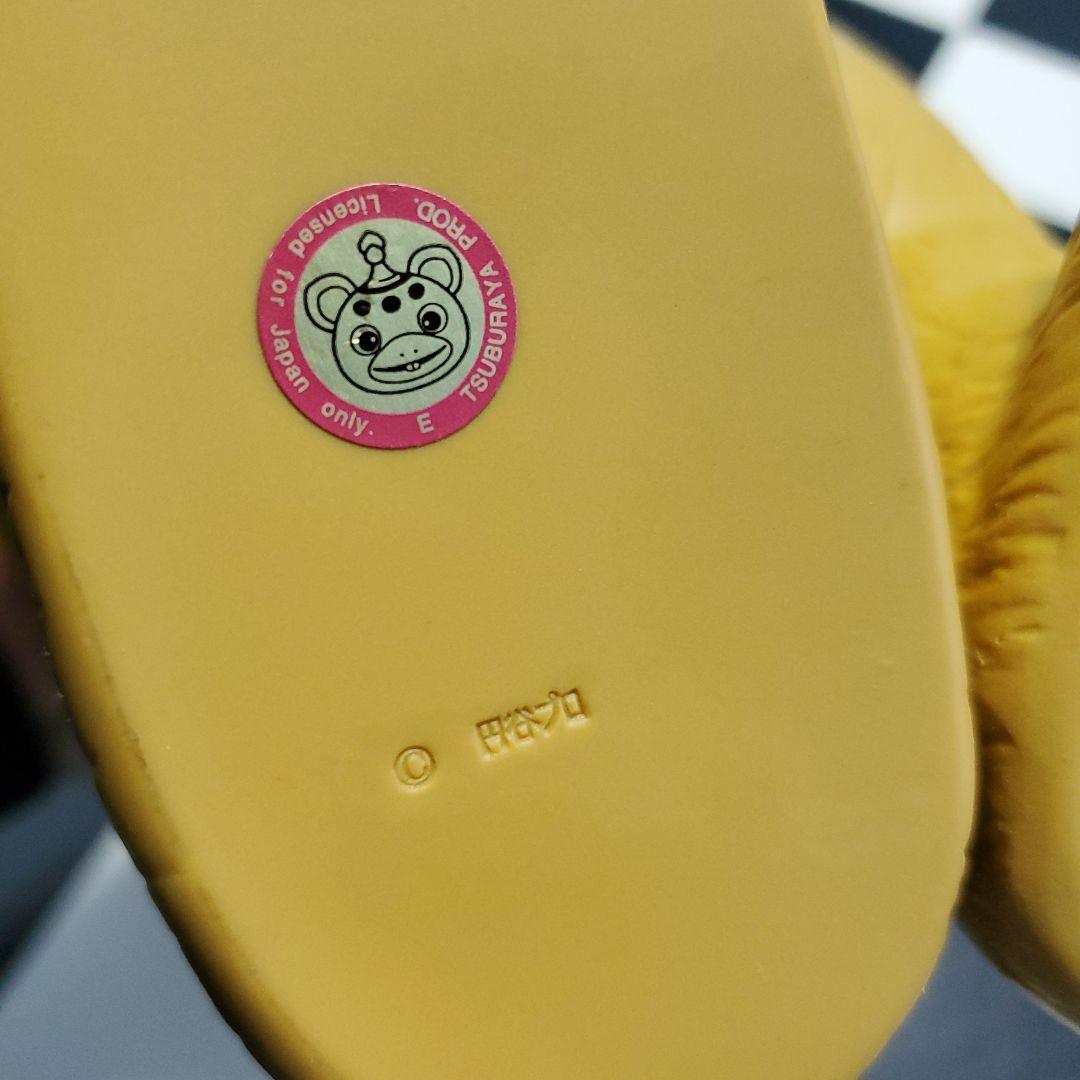 TSUBURAYA PROD.
Licensed for Japan only.
E
© 円谷プロ